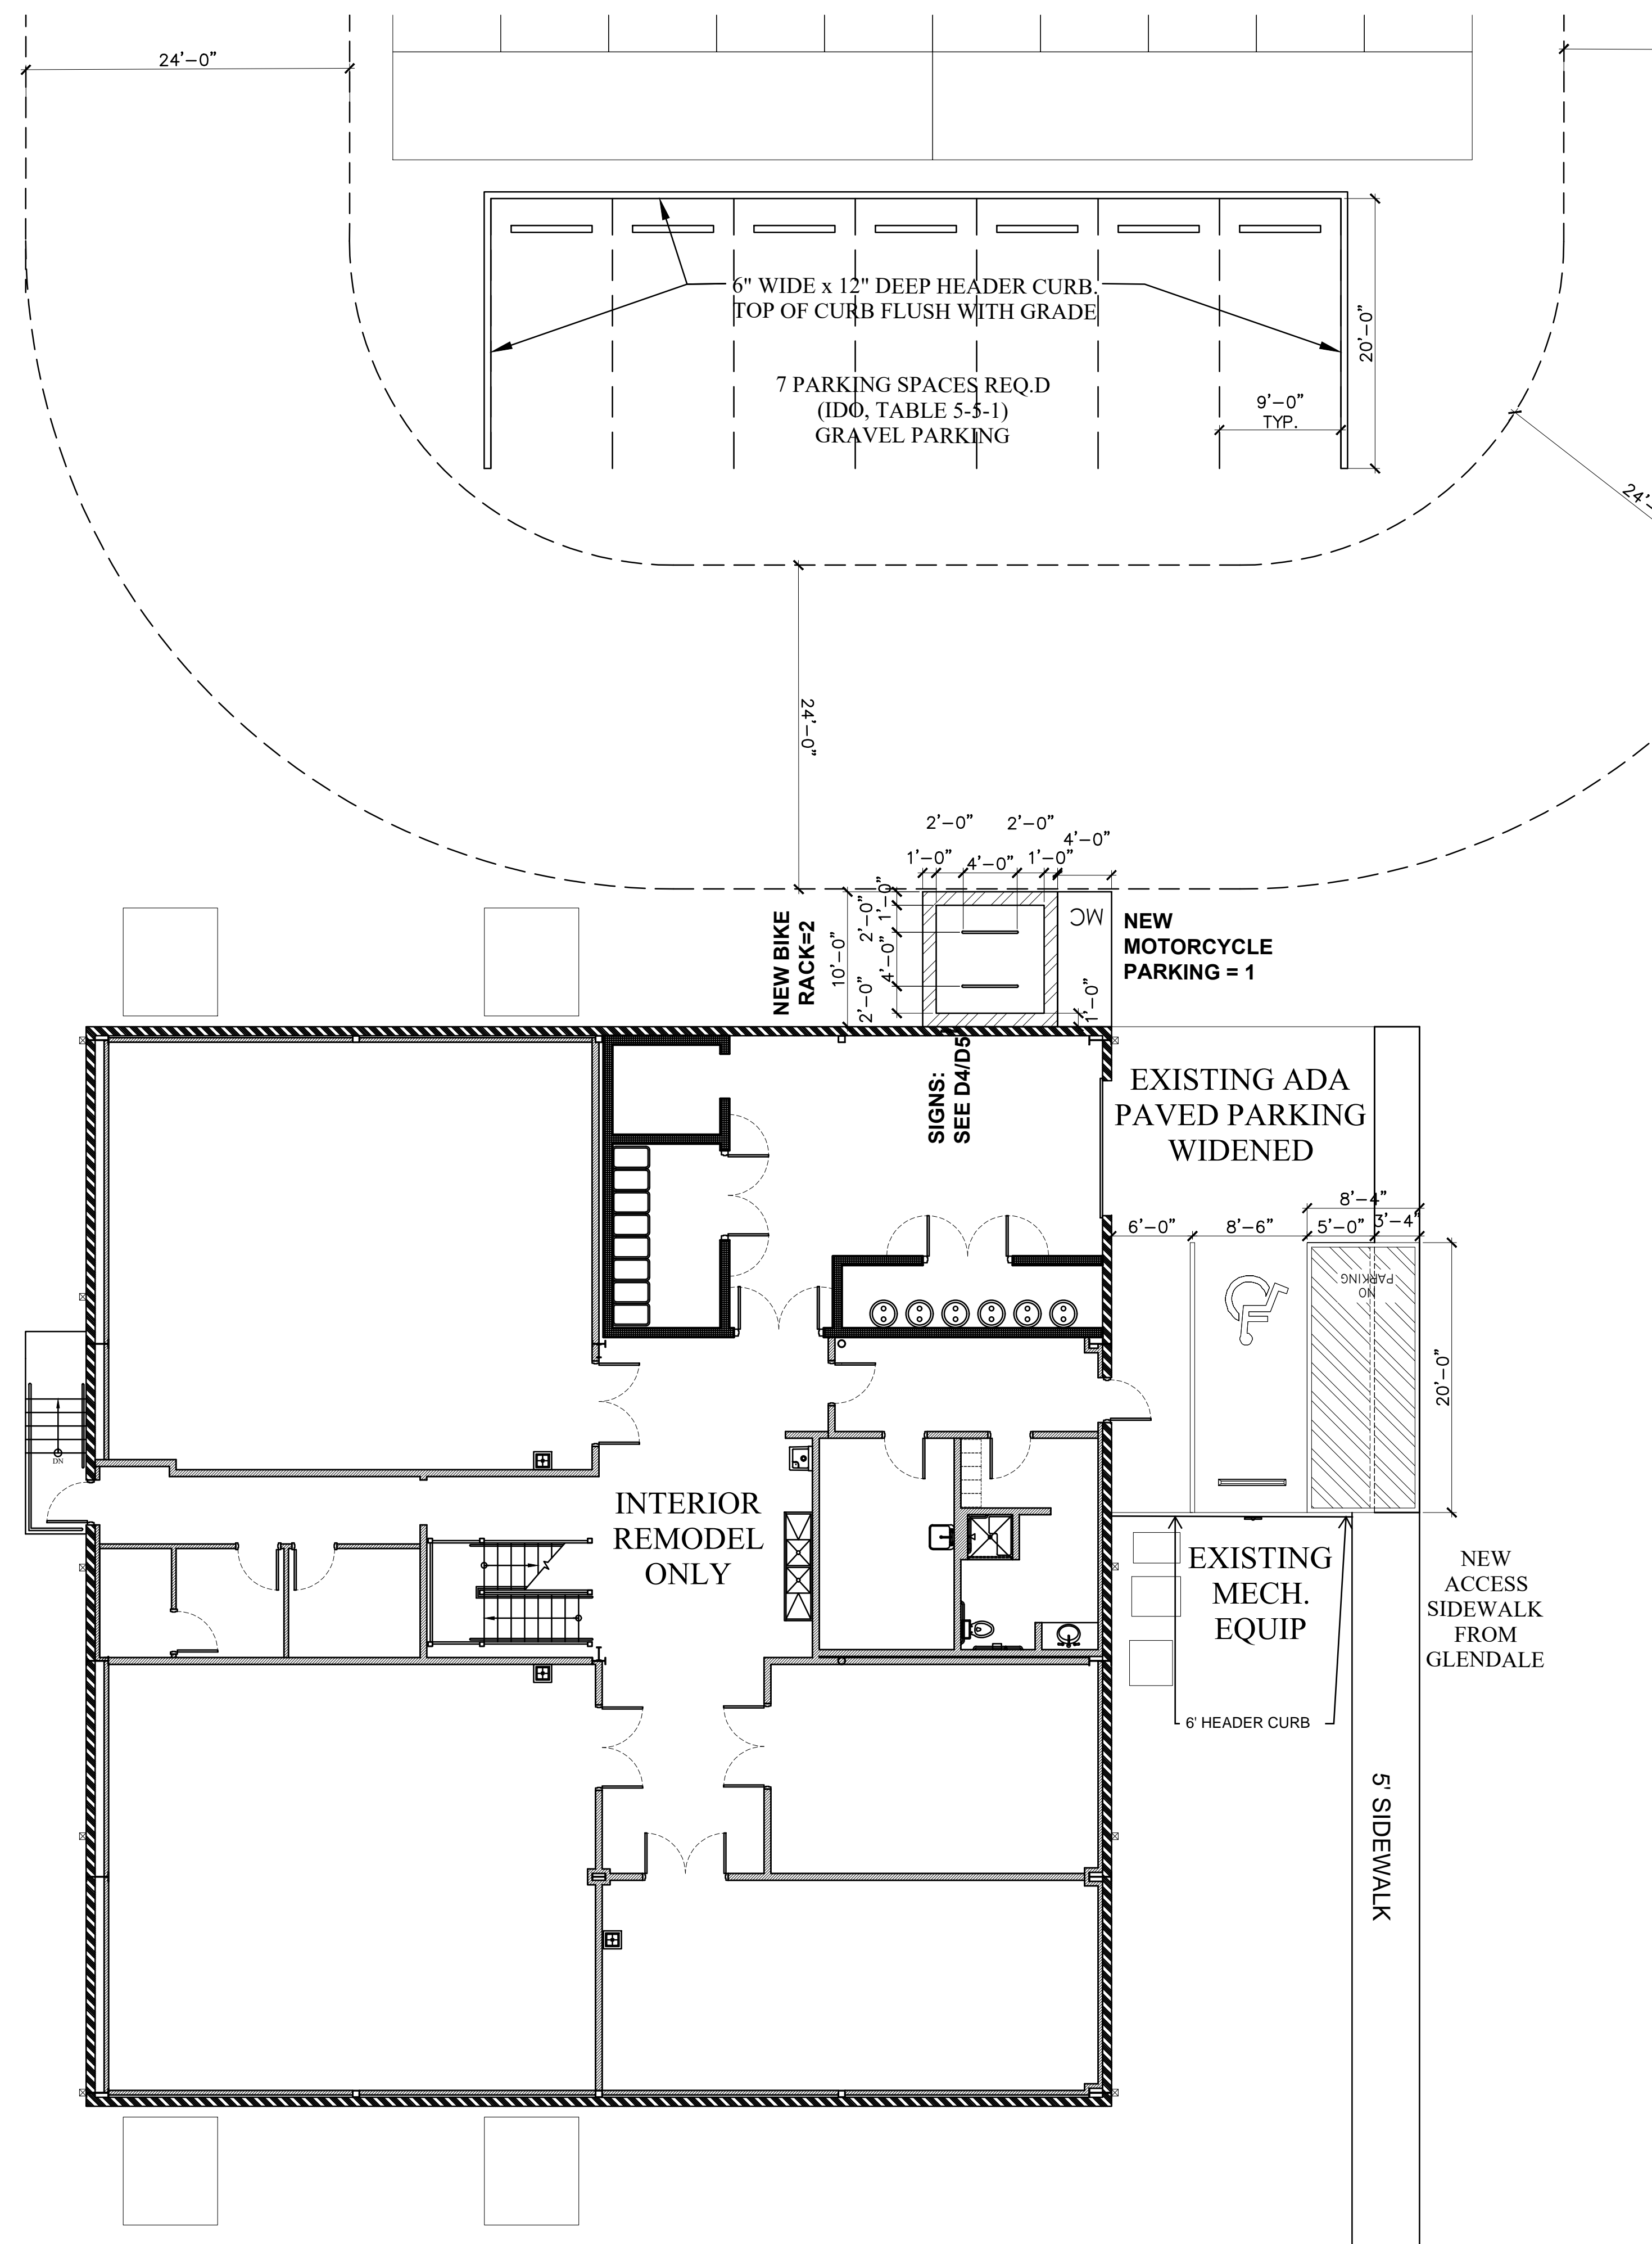 24'-0"
6" WIDE x 12" DEEP HEADER CURB.
TOP OF CURB FLUSH WITH GRADE
20'-0"
7 PARKING SPACES REQ.D
(IDO, TABLE 5-5-1)
GRAVEL PARKING
9'-0"
TYP.
24'-0"
2'-0" 2'-0"
4'-0"
1'-0" 4'-0" 1'-0"
NEW BIKE
RACK=2
10'-0"
2'-0"
2'-0"
1'-0"
4'-0"
MC
1'-0"
NEW
MOTORCYCLE
PARKING = 1
SIGNS:
SEE D4/D5
EXISTING ADA
PAVED PARKING
WIDENED
8'-4"
6'-0" 8'-6" 5'-0" 3'-4"
NO
PARKING
20'-0"
DN
INTERIOR
REMODEL
ONLY
EXISTING
MECH.
EQUIP
NEW
ACCESS
SIDEWALK
FROM
GLENDALE
6' HEADER CURB
5' SIDEWALK